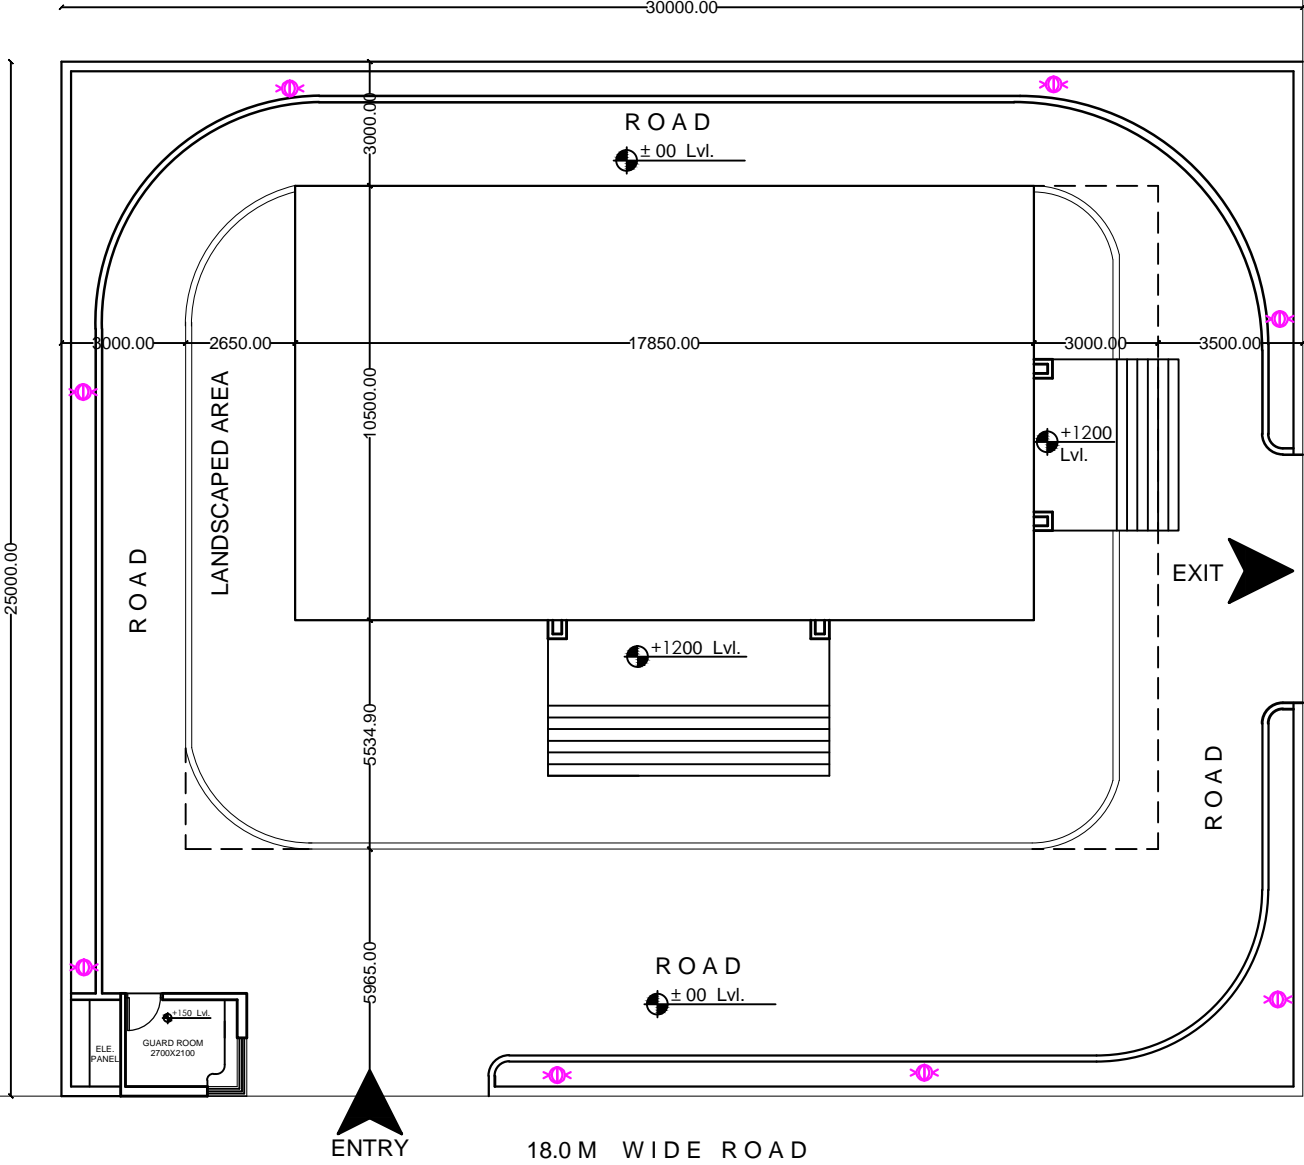 30000.00
3000.00
ROAD
± 00 Lvl.
3000.00
2650.00
17850.00
3000.00
3500.00
10500.00
LANDSCAPED AREA
+1200
Lvl.
25000.00
ROAD
EXIT
+1200 Lvl.
5534.90
ROAD
5965.00
ROAD
± 00 Lvl.
+150 Lvl.
GUARD ROOM
2700X2100
ELE.
PANEL
ENTRY
18.0 M WIDE ROAD